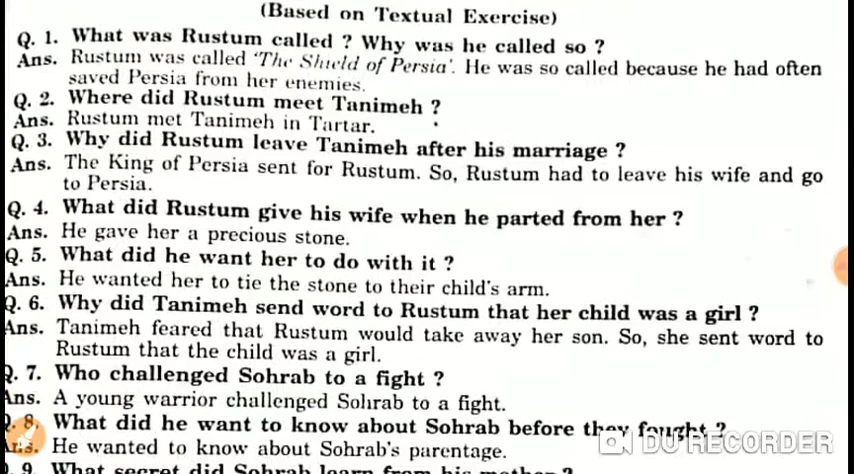 (Based on Textual Exercise)
Q. 1. What was Rustum called ? Why was he called so ?
Ans. Rustum was called 'The Shield of Persia'. He was so called because he had often
saved Persia from her enemies.
Q. 2. Where did Rustum meet Tanimeh ?
Ans. Rustum met Tanimeh in Tartar.
Q. 3. Why did Rustum leave Tanimeh after his marriage ?
Ans. The King of Persia sent for Rustum. So, Rustum had to leave his wife and go
to Persia.
Q. 4. What did Rustum give his wife when he parted from her ?
Ans. He gave her a precious stone.
Q. 5. What did he want her to do with it ?
Ans. He wanted her to tie the stone to their child's arm.
Q. 6. Why did Tanimeh send word to Rustum that her child was a girl ?
Ans. Tanimeh feared that Rustum would take away her son. So, she sent word to
Rustum that the child was a girl.
Q. 7. Who challenged Sohrab to a fight ?
Ans. A young warrior challenged Sohrab to a fight.
Q. 8. What did he want to know about Sohrab before they fought ?
Ans. He wanted to know about Sohrab's parentage.
9. What secret did Sohrab learn from his mother ?
DU RECORDER